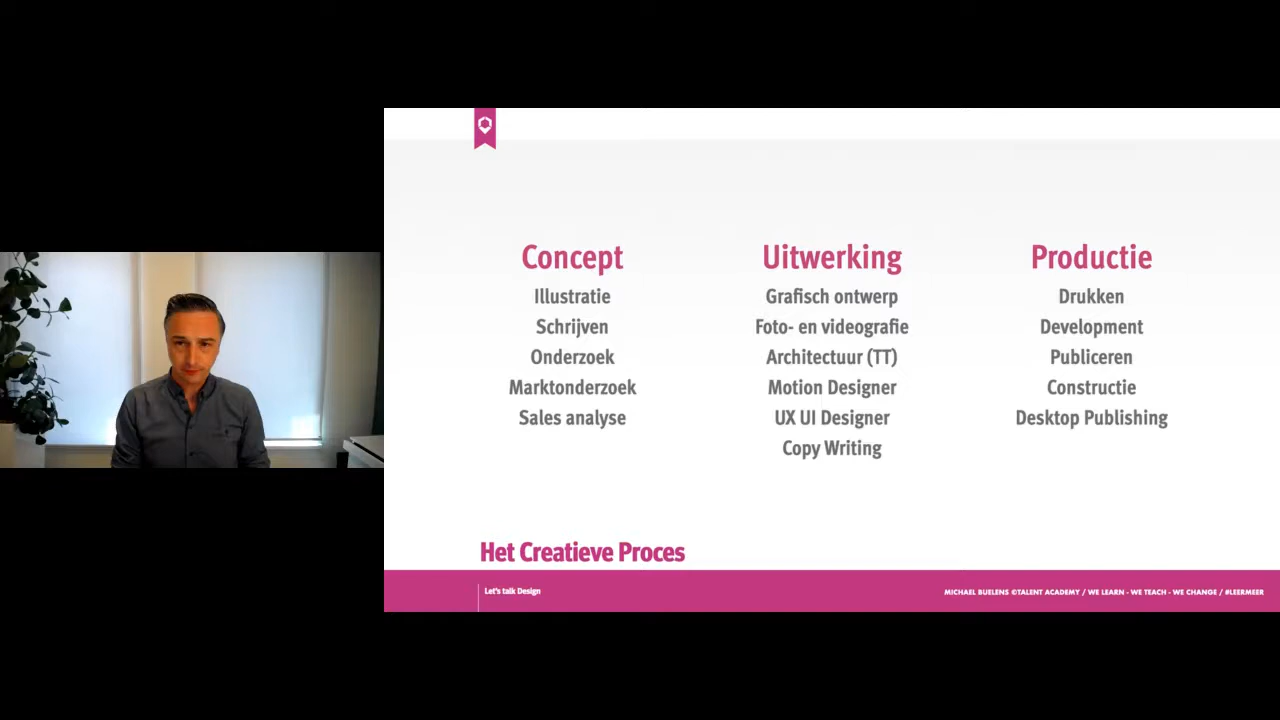 Concept
Illustratie
Schrijven
Onderzoek
Marktonderzoek
Sales analyse
Uitwerking
Grafisch ontwerp
Foto- en videografie
Architectuur (TT)
Motion Designer
UX UI Designer
Copy Writing
Productie
Drukken
Development
Publiceren
Constructie
Desktop Publishing
Het Creatieve Proces
Let's talk Design
MICHAEL BUELENS ©TALENT ACADEMY / WE LEARN - WE TEACH - WE CHANGE / #LEERMEER